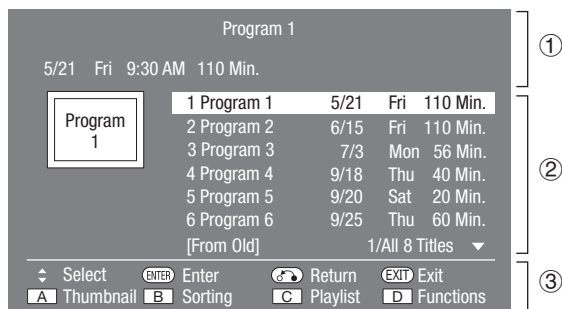 Program 1
5/21 Fri 9:30 AM 110 Min.
Program
1
1 Program 1 5/21 Fri 110 Min.
2 Program 2 6/15 Fri 110 Min.
3 Program 3 7/3 Mon 56 Min.
4 Program 4 9/18 Thu 40 Min.
5 Program 5 9/20 Sat 20 Min.
6 Program 6 9/25 Thu 60 Min.
[From Old] 1/All 8 Titles
Select ENTER Enter Return EXIT Exit
A Thumbnail B Sorting C Playlist D Functions
①
②
③